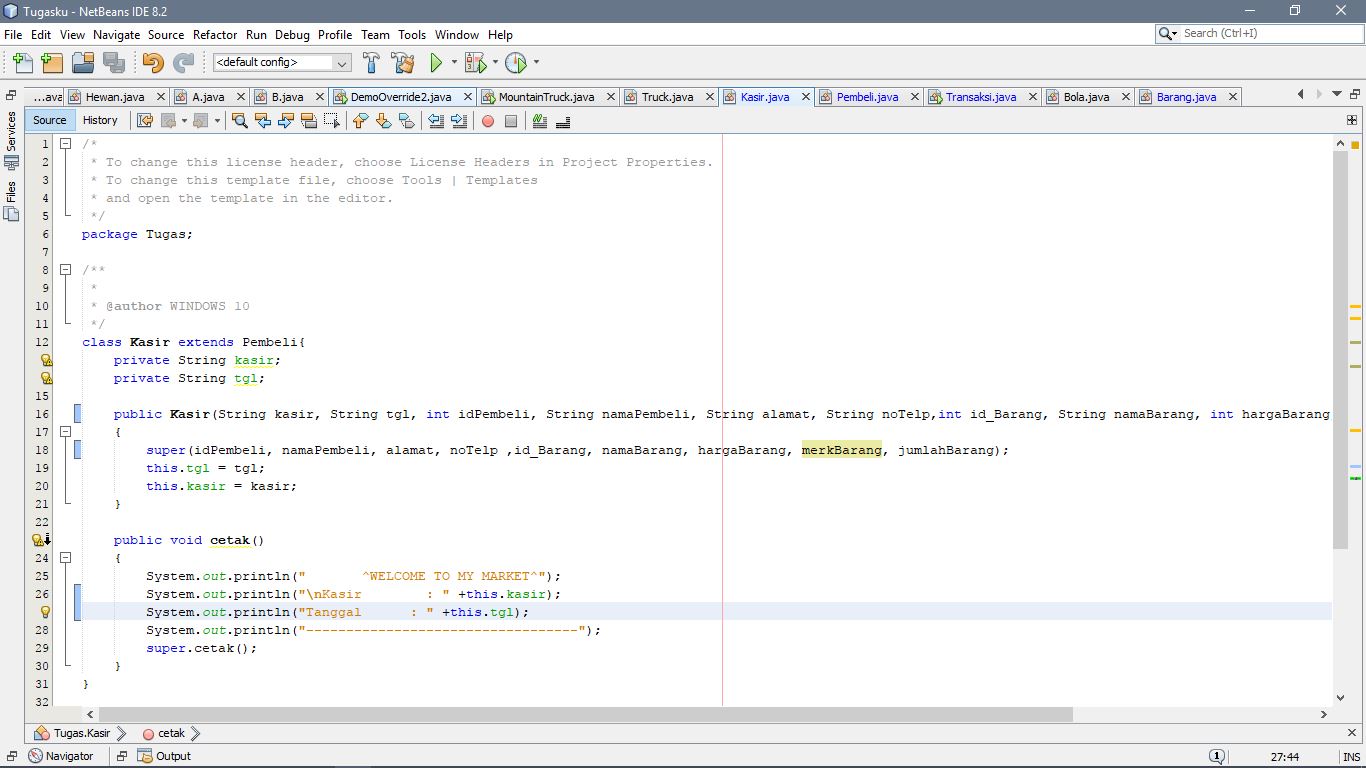 Tugasku - NetBeans IDE 8.2
File Edit View Navigate Source Refactor Run Debug Profile Team Tools Window Help
Search (Ctrl+I)
<default config>
...ava Hewan.java A.java B.java DemoOverride2.java MountainTruck.java Truck.java Kasir.java Pembeli.java Transaksi.java Bola.java Barang.java
Services
Files
Source History
1 /*
2 * To change this license header, choose License Headers in Project Properties.
3 * To change this template file, choose Tools | Templates
4 * and open the template in the editor.
5 */
6 package Tugas;
7
8 /**
9 *
10 * @author WINDOWS 10
11 */
12 class Kasir extends Pembeli{
private String kasir;
private String tgl;
15
16 public Kasir(String kasir, String tgl, int idPembeli, String namaPembeli, String alamat, String noTelp,int id_Barang, String namaBarang, int hargaBarang
17 {
18 super(idPembeli, namaPembeli, alamat, noTelp ,id_Barang, namaBarang, hargaBarang, merkBarang, jumlahBarang);
19 this.tgl = tgl;
20 this.kasir = kasir;
21 }
22
public void cetak()
24 {
25 System.out.println("       ^WELCOME TO MY MARKET^");
26 System.out.println("\nKasir        : " +this.kasir);
System.out.println("Tanggal      : " +this.tgl);
28 System.out.println("----------------------------------");
29 super.cetak();
30 }
31 }
32
Tugas.Kasir cetak
Navigator Output 1 27:44 INS